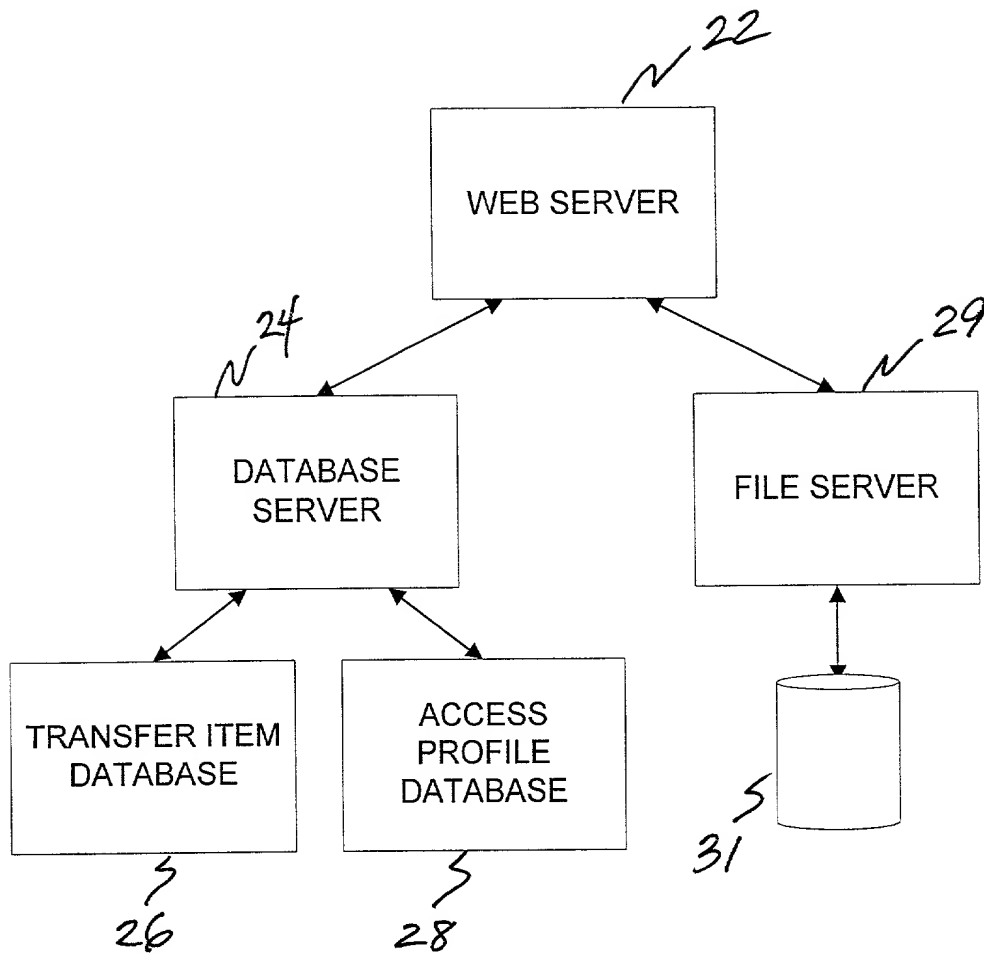 22
WEB SERVER
24
29
DATABASE
SERVER
FILE SERVER
TRANSFER ITEM
DATABASE
ACCESS
PROFILE
DATABASE
31
26
28